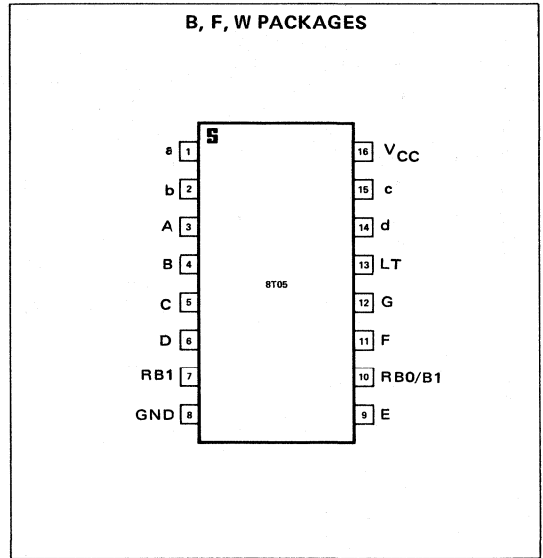 B, F, W PACKAGES
S
a 1 16 VCC
b 2 15 c
A 3 14 d
B 4 13 LT
8T05
C 5 12 G
D 6 11 F
RB1 7 10 RB0/B1
GND 8 9 E